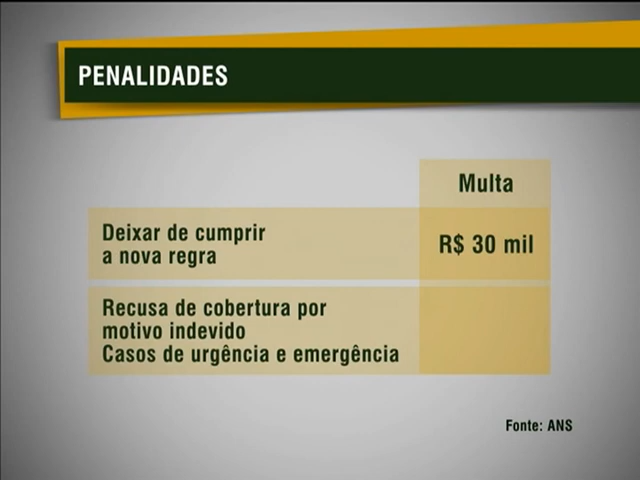 PENALIDADES
Multa
Deixar de cumprir
a nova regra
R$ 30 mil
Recusa de cobertura por
motivo indevido
Casos de urgência e emergência
Fonte: ANS